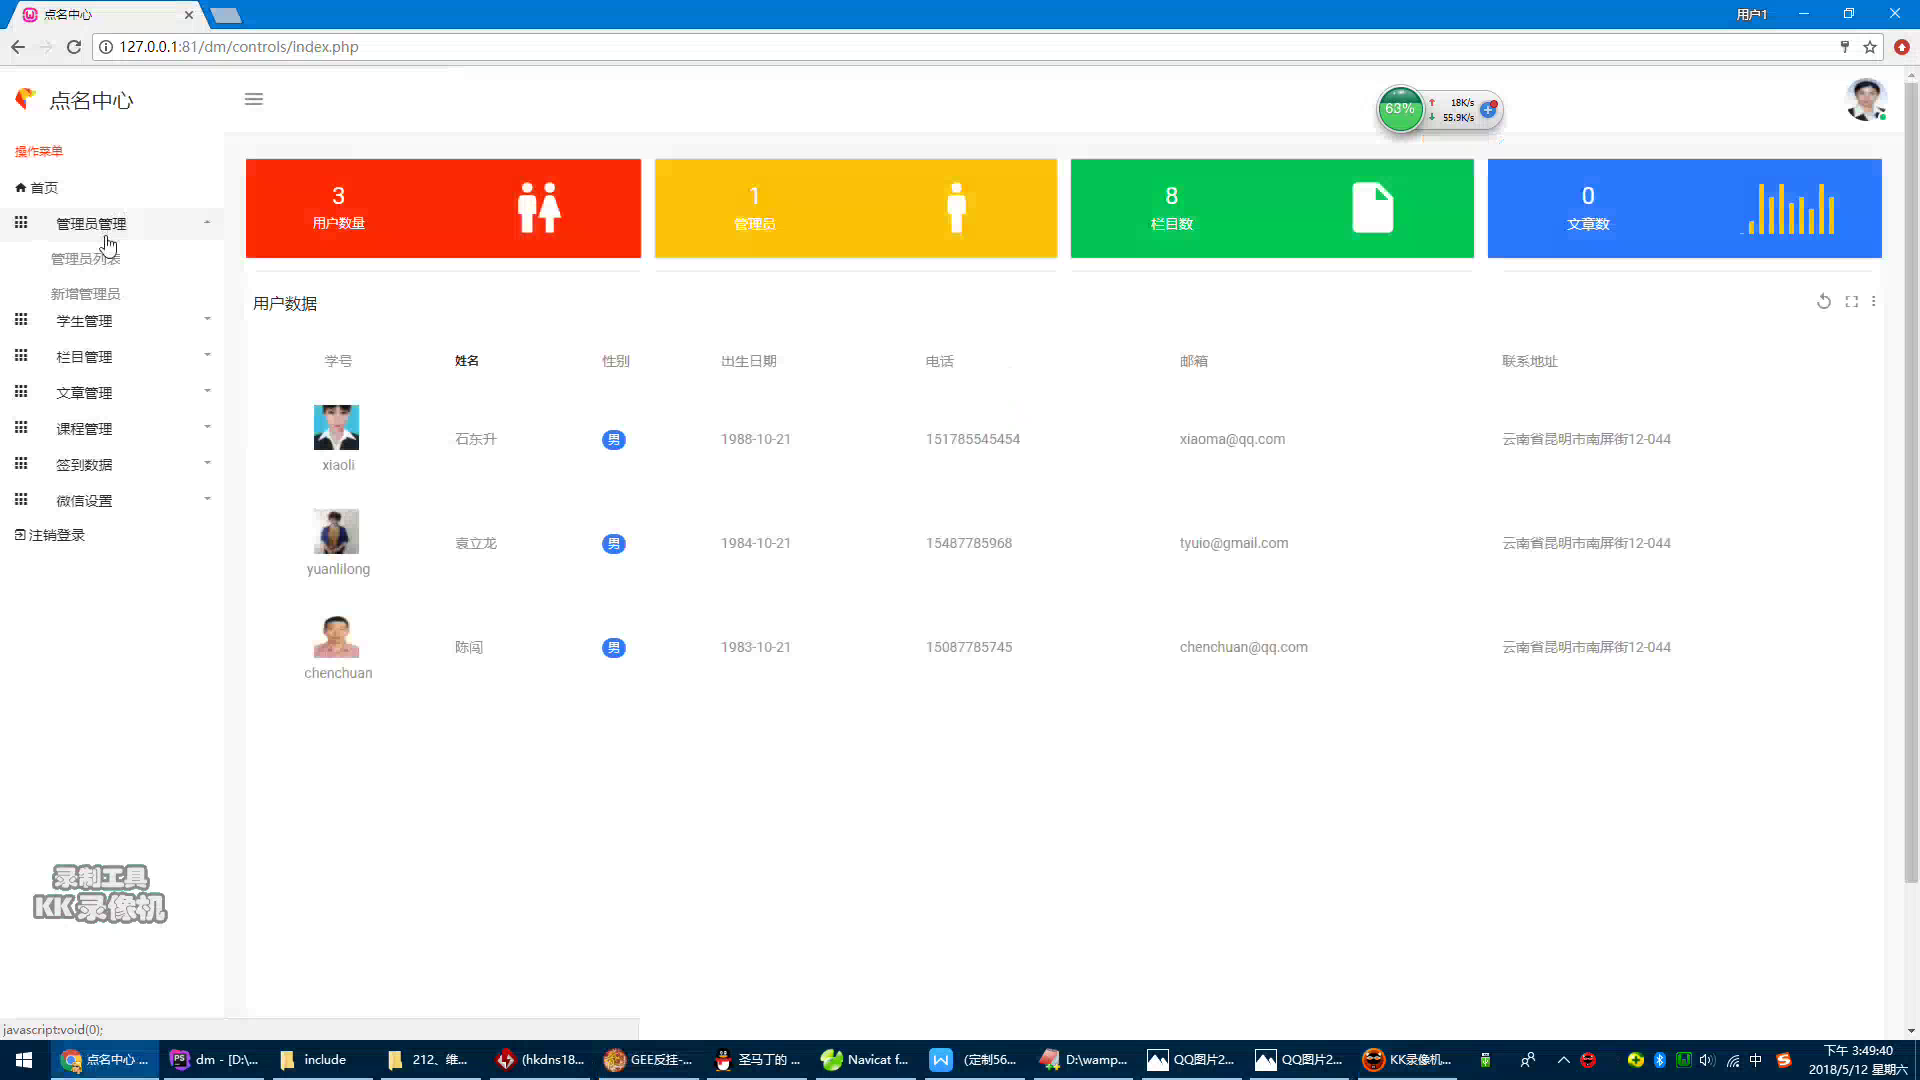 点名中心
用户1
127.0.0.1:81/dm/controls/index.php
点名中心
63%
18K/s
55.9K/s
操作菜单
首页
管理员管理
管理员列表
新增管理员
学生管理
栏目管理
文章管理
课程管理
签到数据
微信设置
注销登录
3
用户数量
1
管理员
8
栏目数
0
文章数
用户数据
学号 姓名 性别 出生日期 电话 邮箱 联系地址
xiaoli 石东升 男 1988-10-21 151785545454 xiaoma@qq.com 云南省昆明市南屏街12-044
yuanlilong 袁立龙 男 1984-10-21 15487785968 tyuio@gmail.com 云南省昆明市南屏街12-044
chenchuan 陈闯 男 1983-10-21 15087785745 chenchuan@qq.com 云南省昆明市南屏街12-044
录制工具
KK录像机
javascript:void(0);
点名中心 ...
dm - [D:\...
include
212、维...
(hkdns18...
GEE反挂-...
圣马丁的 ...
Navicat f...
(定制56...
D:\wamp...
QQ图片2...
QQ图片2...
KK录像机...
中
下午 3:49:40
2018/5/12 星期六